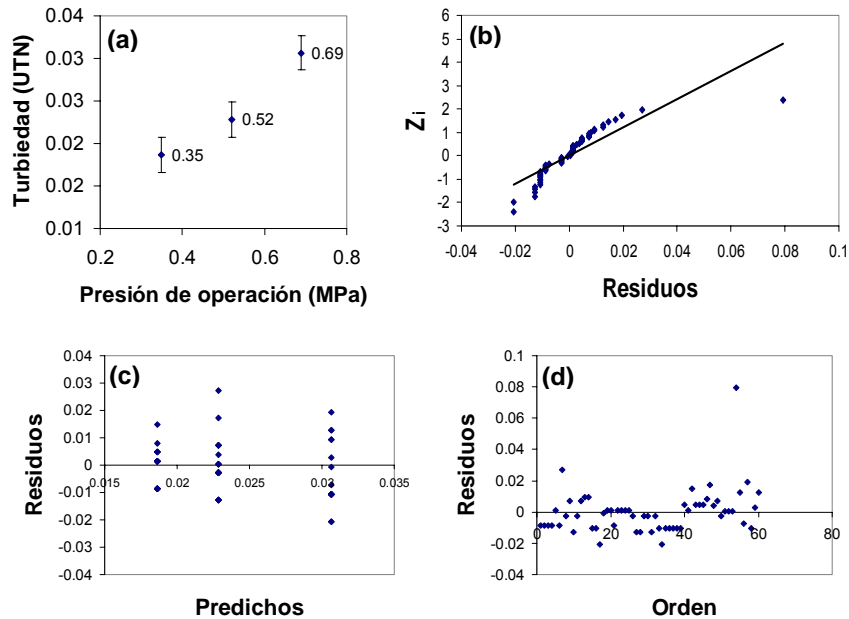 (a)
Turbiedad (UTN)
0.04
0.03
0.03
0.02
0.02
0.01
0.69
0.52
0.35
0.2 0.4 0.6 0.8
Presión de operación (MPa)
(b)
Zi
6
5
4
3
2
1
0
-1
-2
-3
-0.04 -0.02 0 0.02 0.04 0.06 0.08 0.1
Residuos
(c)
Residuos
0.04
0.03
0.02
0.01
0
-0.01
-0.02
-0.03
-0.04
0.015 0.02 0.025 0.03 0.035
Predichos
(d)
Residuos
0.1
0.08
0.06
0.04
0.02
0
-0.02
-0.04
0 20 40 60 80
Orden